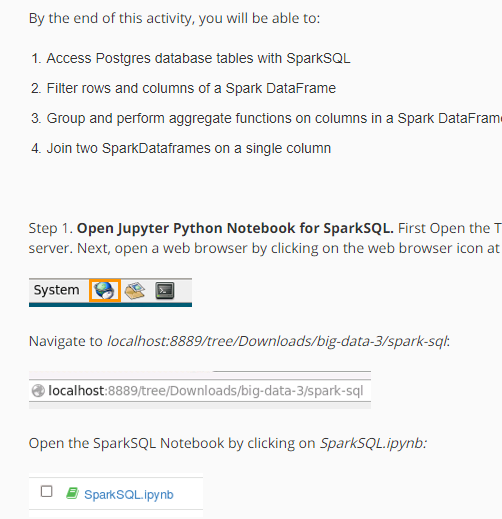 By the end of this activity, you will be able to:
1. Access Postgres database tables with SparkSQL
2. Filter rows and columns of a Spark DataFrame
3. Group and perform aggregate functions on columns in a Spark
4. Join two SparkDataframes on a single column
Step 1. Open Jupyter Python Notebook for SparkSQL. First Open the
server. Next, open a web browser by clicking on the web browser icon at
System
Navigate to localhost:8889/tree/Downloads/big-data-3/spark-sql:
localhost:8889/tree/Downloads/big-data-3/spark-sql
Open the SparkSQL Notebook by clicking on SparkSQL.ipynb:
SparkSQL.ipynb